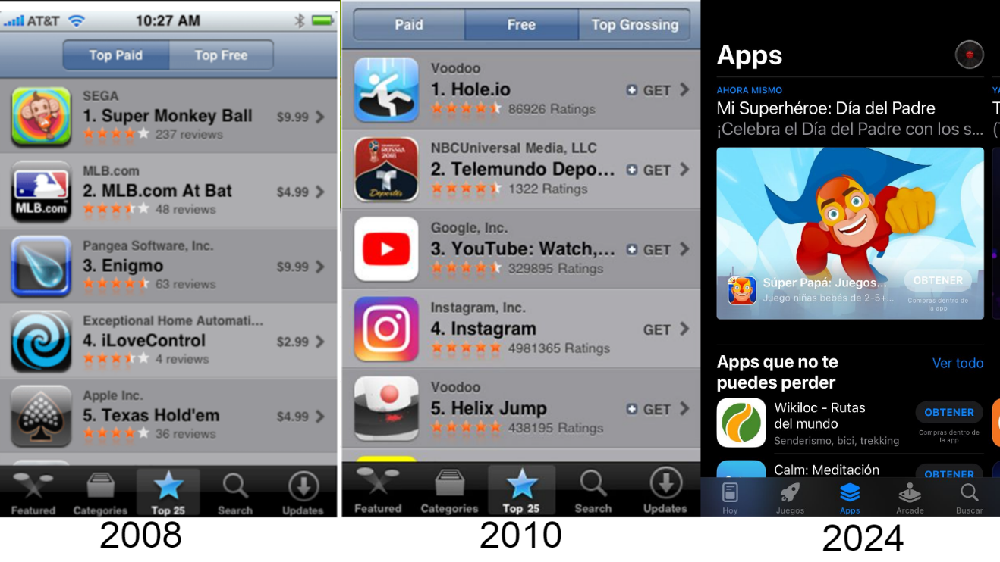 AT&T 10:27 AM
Top Paid Top Free
SEGA
1. Super Monkey Ball $9.99
237 reviews
MLB.com
MLB.com
2. MLB.com At Bat $4.99
48 reviews
Pangea Software, Inc.
3. Enigmo $9.99
63 reviews
Exceptional Home Automati...
4. iLoveControl $2.99
4 reviews
Apple Inc.
5. Texas Hold'em $4.99
36 reviews
Featured Categories Top 25 Search Updates
2008
Paid Free Top Grossing
Voodoo
1. Hole.io GET
86926 Ratings
RUSSIA
2018
Deportes
NBCUniversal Media, LLC
2. Telemundo Depo... GET
1322 Ratings
Google, Inc.
3. YouTube: Watch,... GET
329895 Ratings
Instagram, Inc.
4. Instagram GET
4981365 Ratings
Voodoo
5. Helix Jump GET
438195 Ratings
Featured Categories Top 25 Search Updates
2010
Apps
AHORA MISMO
Mi Superhéroe: Día del Padre
¡Celebra el Día del Padre con los s...
Súper Papá: Juegos...
Juego niñas bebés de 2-5+...
OBTENER
Compras dentro de
la app
Apps que no te
puedes perder
Ver todo
Wikiloc - Rutas
del mundo
Senderismo, bici, trekking
OBTENER
Compras dentro de
la app
Calm: Meditación
OBTENER
Hoy Juegos Apps Arcade Buscar
2024